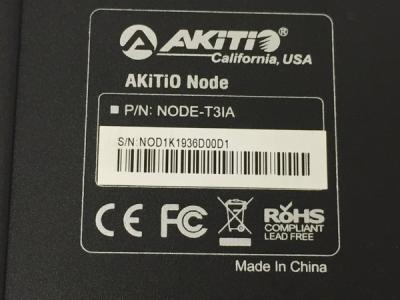 AKiTiO®
California, USA
AKiTiO Node
P/N: NODE-T3IA
S/N:NOD1K1936D00D1
CE FC RoHS
COMPLIANT
LEAD FREE
Made In China